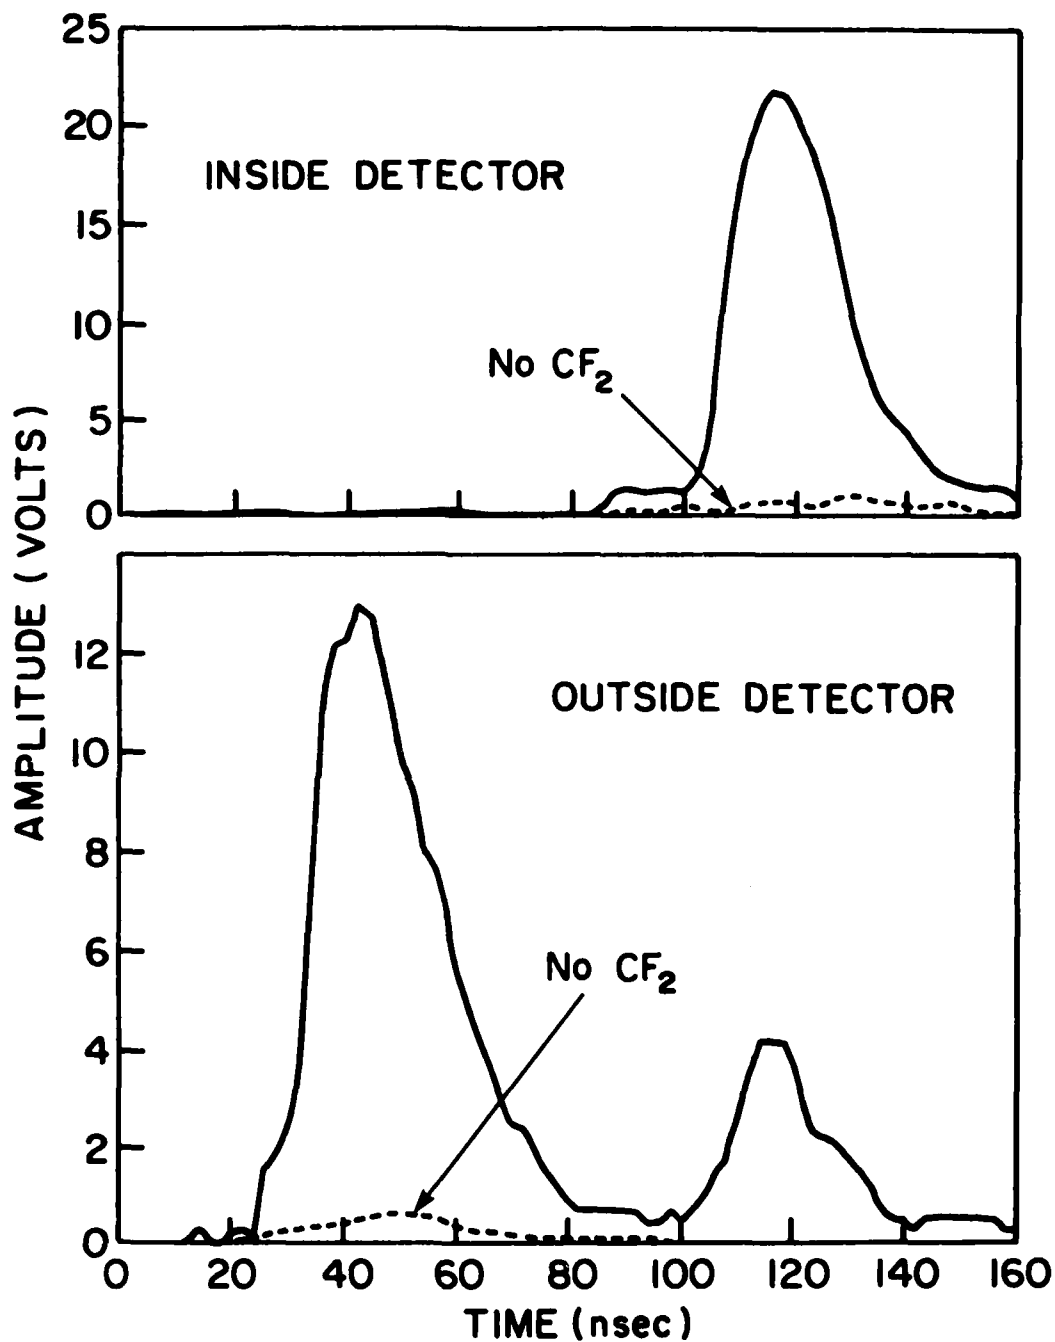 25
20
INSIDE DETECTOR
15
10
No CF₂
5
0
AMPLITUDE (VOLTS)
12
OUTSIDE DETECTOR
10
8
6
No CF₂
4
2
0
0 20 40 60 80 100 120 140 160
TIME (nsec)